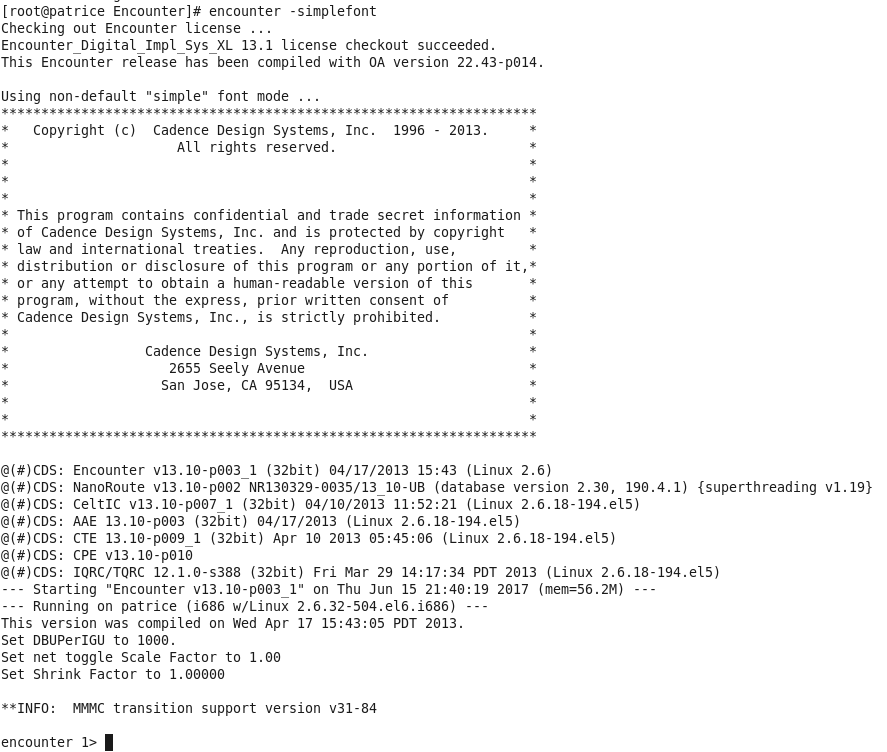 [root@patrice Encounter]# encounter -simplefont
Checking out Encounter license ...
Encounter_Digital_Impl_Sys_XL 13.1 license checkout succeeded.
This Encounter release has been compiled with OA version 22.43-p014.

Using non-default "simple" font mode ...
*******************************************************************
*   Copyright (c)  Cadence Design Systems, Inc.  1996 - 2013.     *
*                     All rights reserved.                        *
*                                                                 *
*                                                                 *
*                                                                 *
* This program contains confidential and trade secret information *
* of Cadence Design Systems, Inc. and is protected by copyright   *
* law and international treaties.  Any reproduction, use,         *
* distribution or disclosure of this program or any portion of it,*
* or any attempt to obtain a human-readable version of this       *
* program, without the express, prior written consent of          *
* Cadence Design Systems, Inc., is strictly prohibited.           *
*                                                                 *
*                 Cadence Design Systems, Inc.                    *
*                    2655 Seely Avenue                            *
*                   San Jose, CA 95134,  USA                      *
*                                                                 *
*                                                                 *
*******************************************************************

@(#)CDS: Encounter v13.10-p003_1 (32bit) 04/17/2013 15:43 (Linux 2.6)
@(#)CDS: NanoRoute v13.10-p002 NR130329-0035/13_10-UB (database version 2.30, 190.4.1) {superthreading v1.19}
@(#)CDS: CeltIC v13.10-p007_1 (32bit) 04/10/2013 11:52:21 (Linux 2.6.18-194.el5)
@(#)CDS: AAE 13.10-p003 (32bit) 04/17/2013 (Linux 2.6.18-194.el5)
@(#)CDS: CTE 13.10-p009_1 (32bit) Apr 10 2013 05:45:06 (Linux 2.6.18-194.el5)
@(#)CDS: CPE v13.10-p010
@(#)CDS: IQRC/TQRC 12.1.0-s388 (32bit) Fri Mar 29 14:17:34 PDT 2013 (Linux 2.6.18-194.el5)
--- Starting "Encounter v13.10-p003_1" on Thu Jun 15 21:40:19 2017 (mem=56.2M) ---
--- Running on patrice (i686 w/Linux 2.6.32-504.el6.i686) ---
This version was compiled on Wed Apr 17 15:43:05 PDT 2013.
Set DBUPerIGU to 1000.
Set net toggle Scale Factor to 1.00
Set Shrink Factor to 1.00000

**INFO:  MMMC transition support version v31-84

encounter 1>